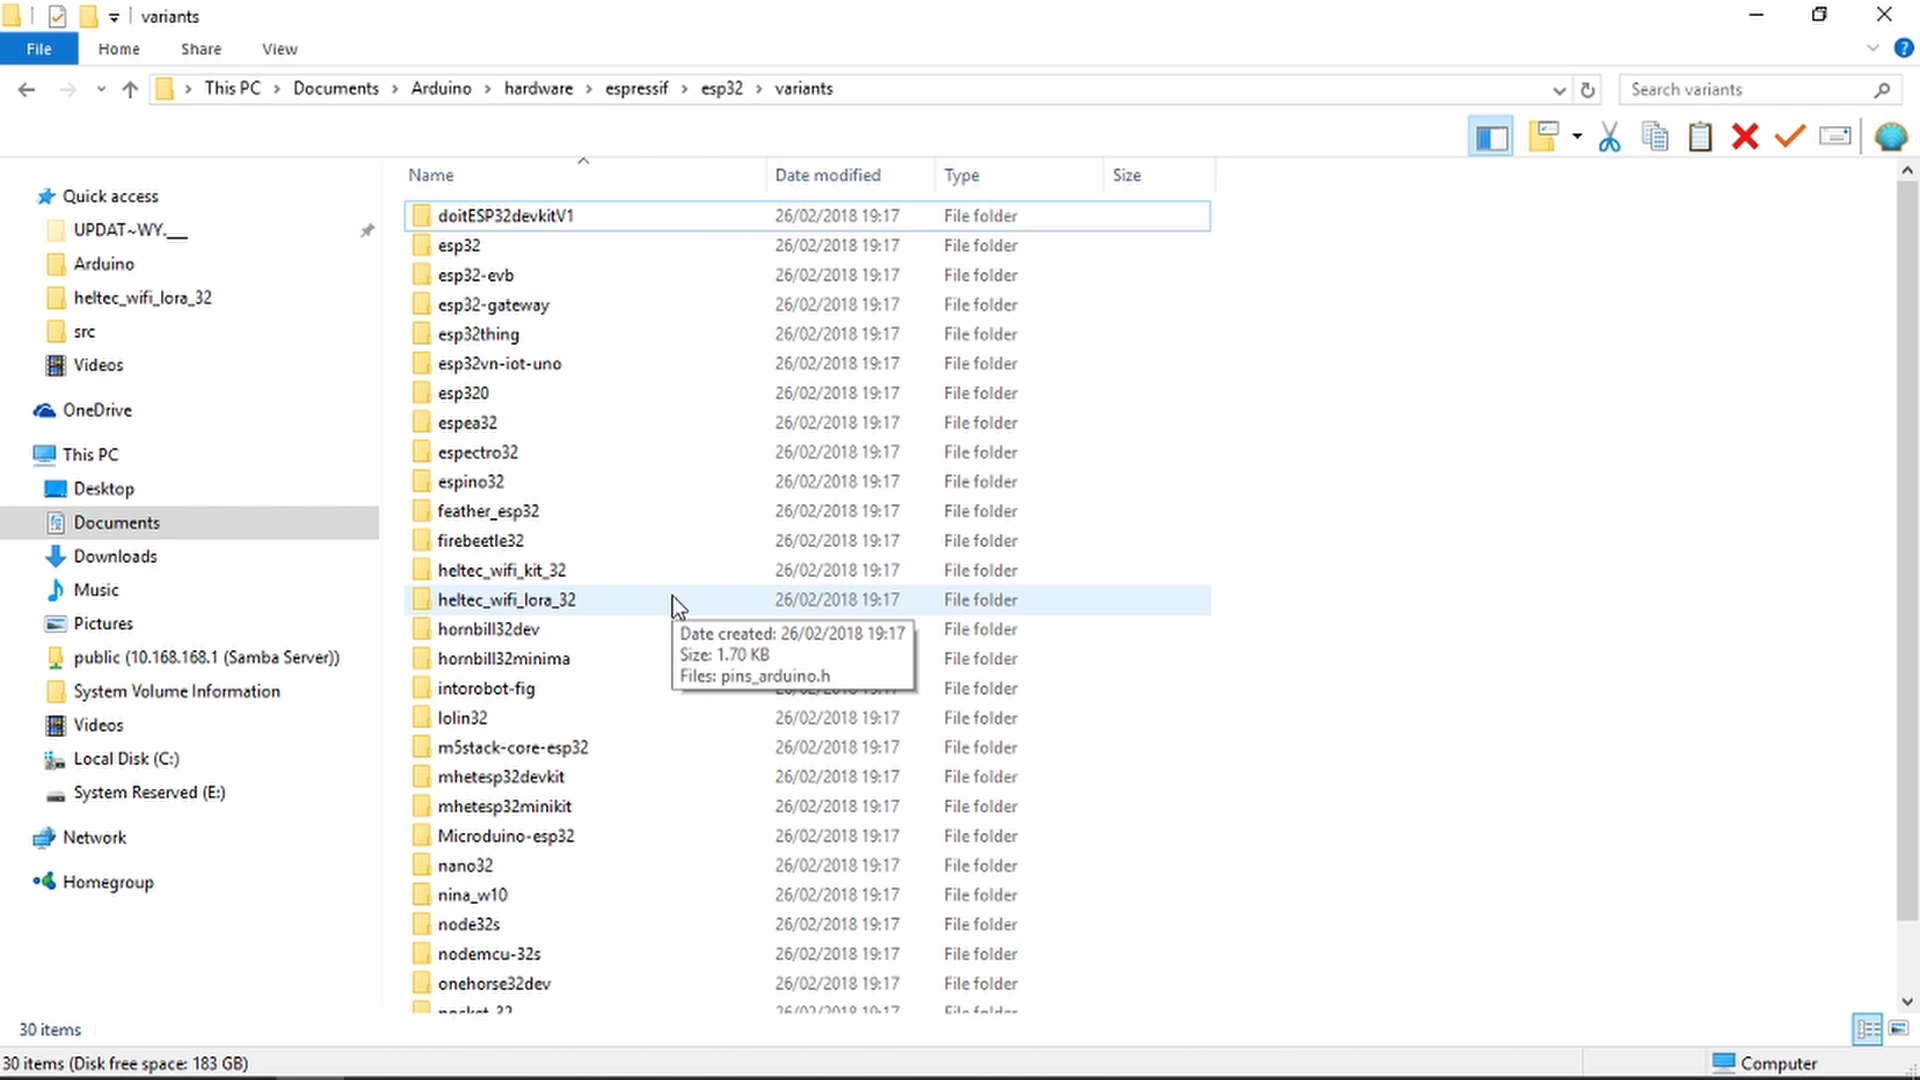 variants
File Home Share View
This PC Documents Arduino hardware espressif esp32 variants
Search variants
Name Date modified Type Size
Quick access
UPDAT~WY.__
Arduino
heltec_wifi_lora_32
src
Videos
OneDrive
This PC
Desktop
Documents
Downloads
Music
Pictures
public (10.168.168.1 (Samba Server))
System Volume Information
Videos
Local Disk (C:)
System Reserved (E:)
Network
Homegroup
doitESP32devkitV1 26/02/2018 19:17 File folder
esp32 26/02/2018 19:17 File folder
esp32-evb 26/02/2018 19:17 File folder
esp32-gateway 26/02/2018 19:17 File folder
esp32thing 26/02/2018 19:17 File folder
esp32vn-iot-uno 26/02/2018 19:17 File folder
esp320 26/02/2018 19:17 File folder
espea32 26/02/2018 19:17 File folder
espectro32 26/02/2018 19:17 File folder
espino32 26/02/2018 19:17 File folder
feather_esp32 26/02/2018 19:17 File folder
firebeetle32 26/02/2018 19:17 File folder
heltec_wifi_kit_32 26/02/2018 19:17 File folder
heltec_wifi_lora_32 26/02/2018 19:17 File folder
hornbill32dev File folder
hornbill32minima File folder
intorobot-fig File folder
Date created: 26/02/2018 19:17
Size: 1.70 KB
Files: pins_arduino.h
lolin32 26/02/2018 19:17 File folder
m5stack-core-esp32 26/02/2018 19:17 File folder
mhetesp32devkit 26/02/2018 19:17 File folder
mhetesp32minikit 26/02/2018 19:17 File folder
Microduino-esp32 26/02/2018 19:17 File folder
nano32 26/02/2018 19:17 File folder
nina_w10 26/02/2018 19:17 File folder
node32s 26/02/2018 19:17 File folder
nodemcu-32s 26/02/2018 19:17 File folder
onehorse32dev 26/02/2018 19:17 File folder
30 items
30 items (Disk free space: 183 GB)
Computer